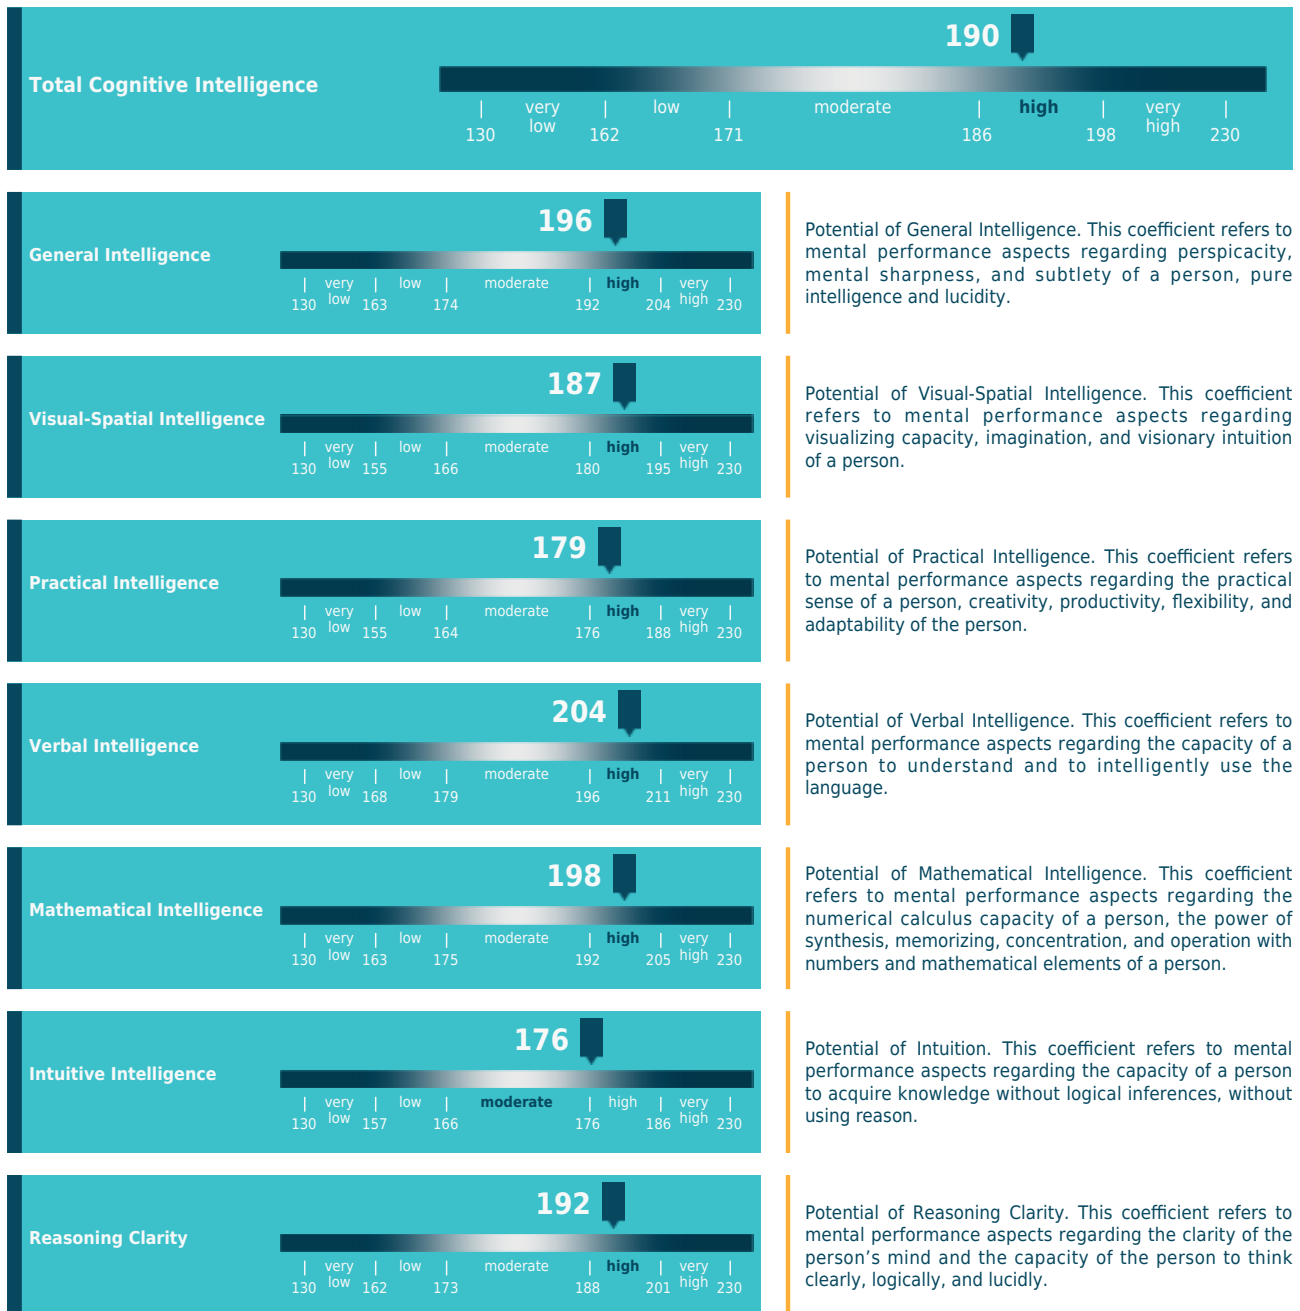 190
Total Cognitive Intelligence
| very | low | moderate | high | very |
low high
130 162 171 186 198 230
196
General Intelligence
| very | low | moderate | high | very |
low high
130 163 174 192 204 230
Potential of General Intelligence. This coefficient refers to
mental performance aspects regarding perspicacity,
mental sharpness, and subtlety of a person, pure
intelligence and lucidity.
187
Visual-Spatial Intelligence
| very | low | moderate | high | very |
low high
130 155 166 180 195 230
Potential of Visual-Spatial Intelligence. This coefficient
refers to mental performance aspects regarding
visualizing capacity, imagination, and visionary intuition
of a person.
179
Practical Intelligence
| very | low | moderate | high | very |
low high
130 155 164 176 188 230
Potential of Practical Intelligence. This coefficient refers
to mental performance aspects regarding the practical
sense of a person, creativity, productivity, flexibility, and
adaptability of the person.
204
Verbal Intelligence
| very | low | moderate | high | very |
low high
130 168 179 196 211 230
Potential of Verbal Intelligence. This coefficient refers to
mental performance aspects regarding the capacity of a
person to understand and to intelligently use the
language.
198
Mathematical Intelligence
| very | low | moderate | high | very |
low high
130 163 175 192 205 230
Potential of Mathematical Intelligence. This coefficient
refers to mental performance aspects regarding the
numerical calculus capacity of a person, the power of
synthesis, memorizing, concentration, and operation with
numbers and mathematical elements of a person.
176
Intuitive Intelligence
| very | low | moderate | high | very |
low high
130 157 166 176 186 230
Potential of Intuition. This coefficient refers to mental
performance aspects regarding the capacity of a person
to acquire knowledge without logical inferences, without
using reason.
192
Reasoning Clarity
| very | low | moderate | high | very |
low high
130 162 173 188 201 230
Potential of Reasoning Clarity. This coefficient refers to
mental performance aspects regarding the clarity of the
person’s mind and the capacity of the person to think
clearly, logically, and lucidly.